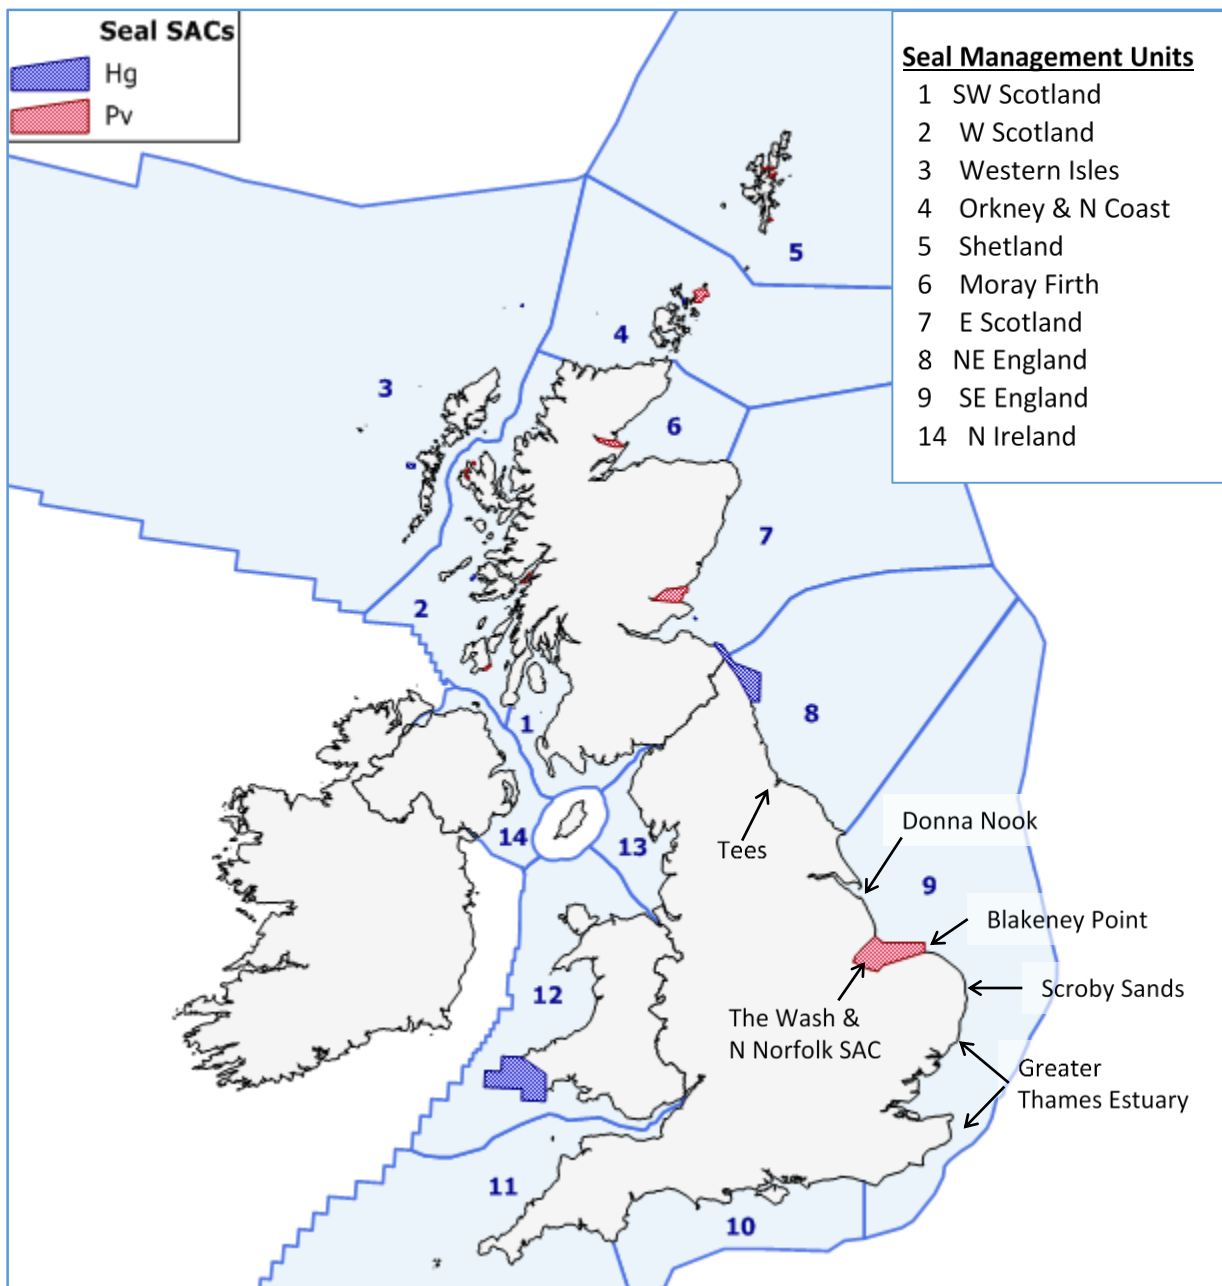 Seal SACs
Hg
Pv
Seal Management Units
1 SW Scotland
2 W Scotland
3 Western Isles
4 Orkney & N Coast
5 Shetland
6 Moray Firth
7 E Scotland
8 NE England
9 SE England
14 N Ireland
5
4
3
6
7
2
8
1
14
13
Tees
Donna Nook
9
Blakeney Point
Scroby Sands
12
The Wash &
N Norfolk SAC
Greater
Thames Estuary
11
10